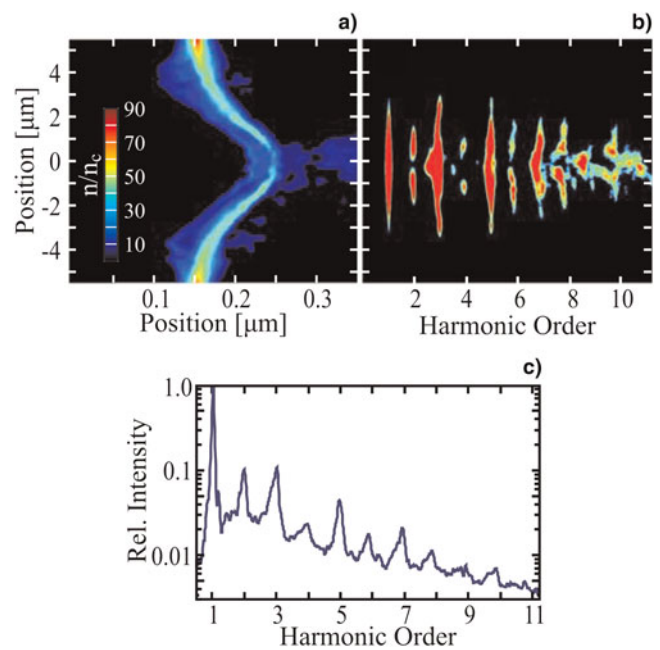 a)
b)
Position [μm]
4
2
0
-2
-4
n/n_c
90
70
50
30
10
0.1 0.2 0.3
Position [μm]
2 4 6 8 10
Harmonic Order
c)
Rel. Intensity
1.0
0.1
0.01
1 3 5 7 9 11
Harmonic Order